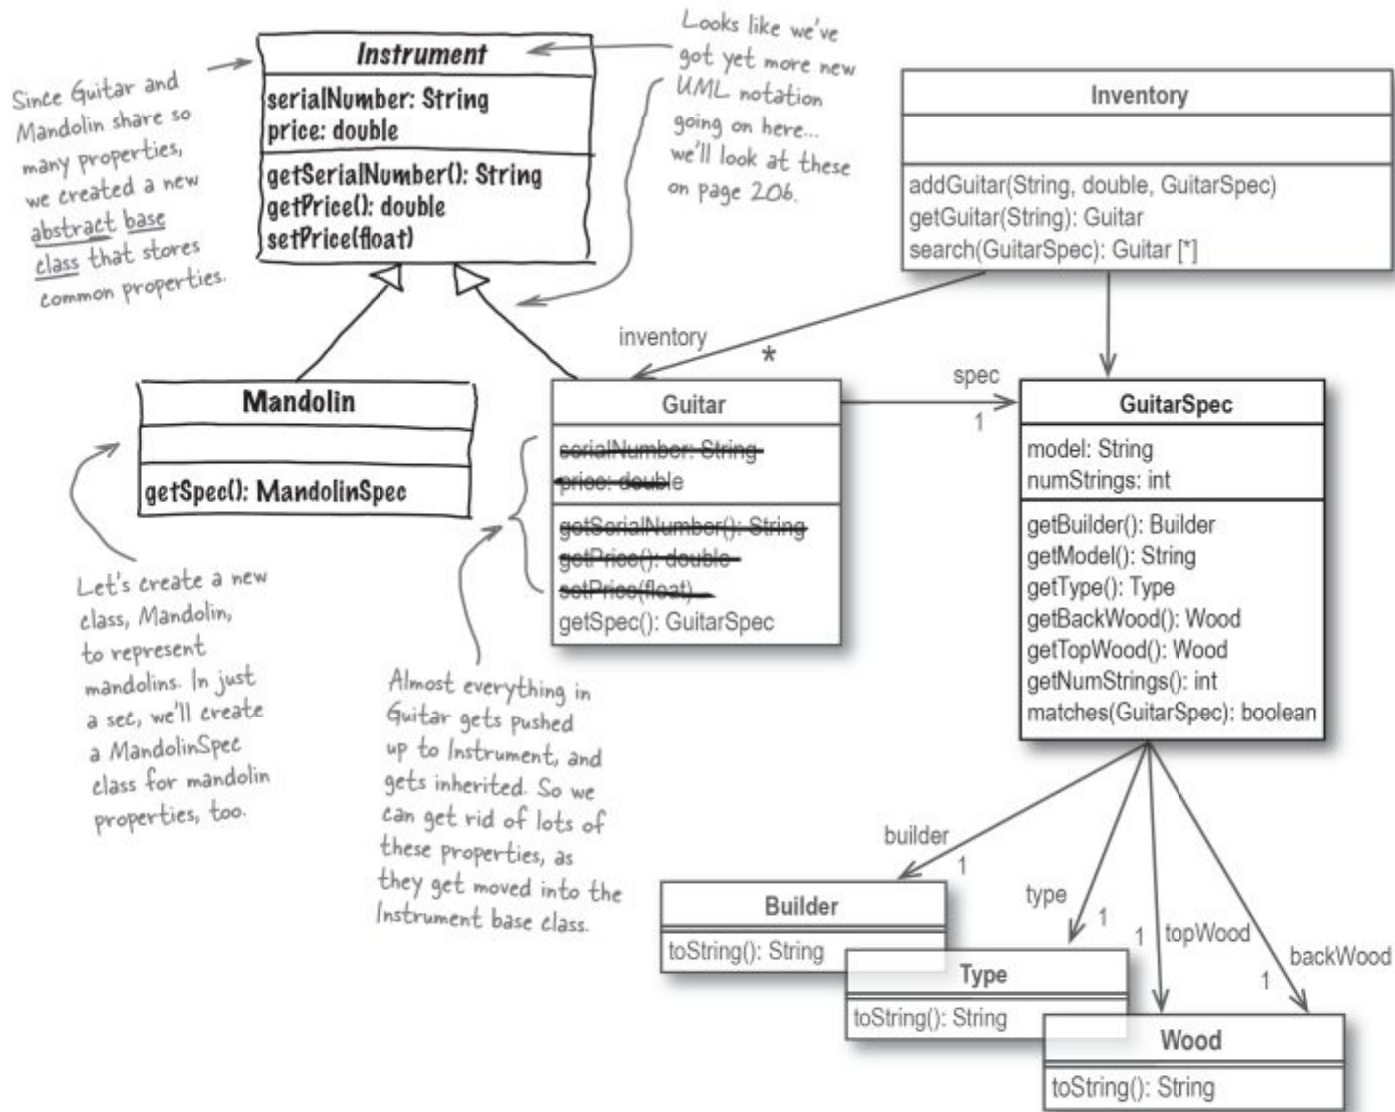 Since Guitar and
Mandolin share so
many properties,
we created a new
abstract base
class that stores
common properties.
Instrument
serialNumber: String
price: double
getSerialNumber(): String
getPrice(): double
setPrice(float)
Looks like we've
got yet more new
UML notation
going on here...
we'll look at these
on page 206.
Inventory
addGuitar(String, double, GuitarSpec)
getGuitar(String): Guitar
search(GuitarSpec): Guitar [*]
inventory
*
Mandolin
getSpec(): MandolinSpec
Guitar
serialNumber: String
price: double
getSerialNumber(): String
getPrice(): double
setPrice(float)
getSpec(): GuitarSpec
spec
1
GuitarSpec
model: String
numStrings: int
getBuilder(): Builder
getModel(): String
getType(): Type
getBackWood(): Wood
getTopWood(): Wood
getNumStrings(): int
matches(GuitarSpec): boolean
Let's create a new
class, Mandolin,
to represent
mandolins. In just
a sec, we'll create
a MandolinSpec
class for mandolin
properties, too.
Almost everything in
Guitar gets pushed
up to Instrument, and
gets inherited. So we
can get rid of lots of
these properties, as
they get moved into the
Instrument base class.
builder
1
type
1
1
topWood
1
backWood
Builder
toString(): String
Type
toString(): String
Wood
toString(): String